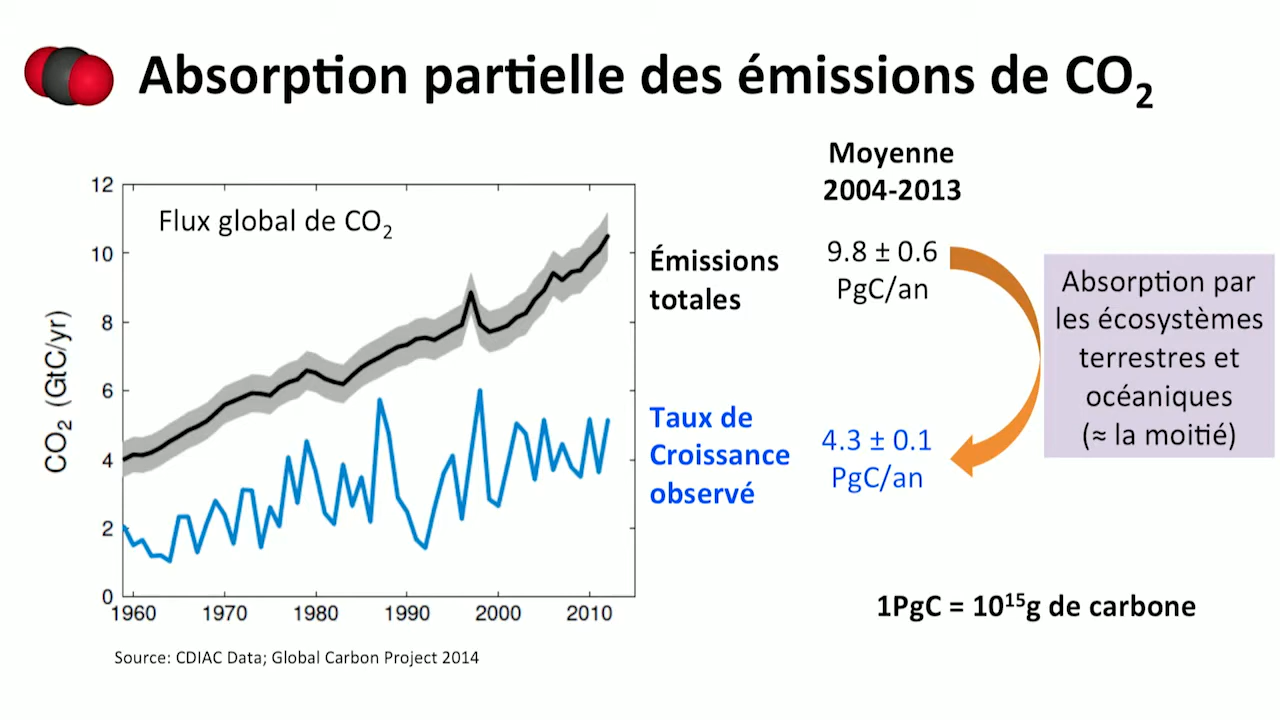 Absorption partielle des émissions de CO₂
Moyenne
2004-2013
Flux global de CO₂
CO₂ (GtC/yr)
12
10
8
6
4
2
0
1960 1970 1980 1990 2000 2010
Émissions
totales
9.8 ± 0.6
PgC/an
Taux de
Croissance
observé
4.3 ± 0.1
PgC/an
Absorption par
les écosystèmes
terrestres et
océaniques
(≈ la moitié)
1PgC = 10¹⁵g de carbone
Source: CDIAC Data; Global Carbon Project 2014